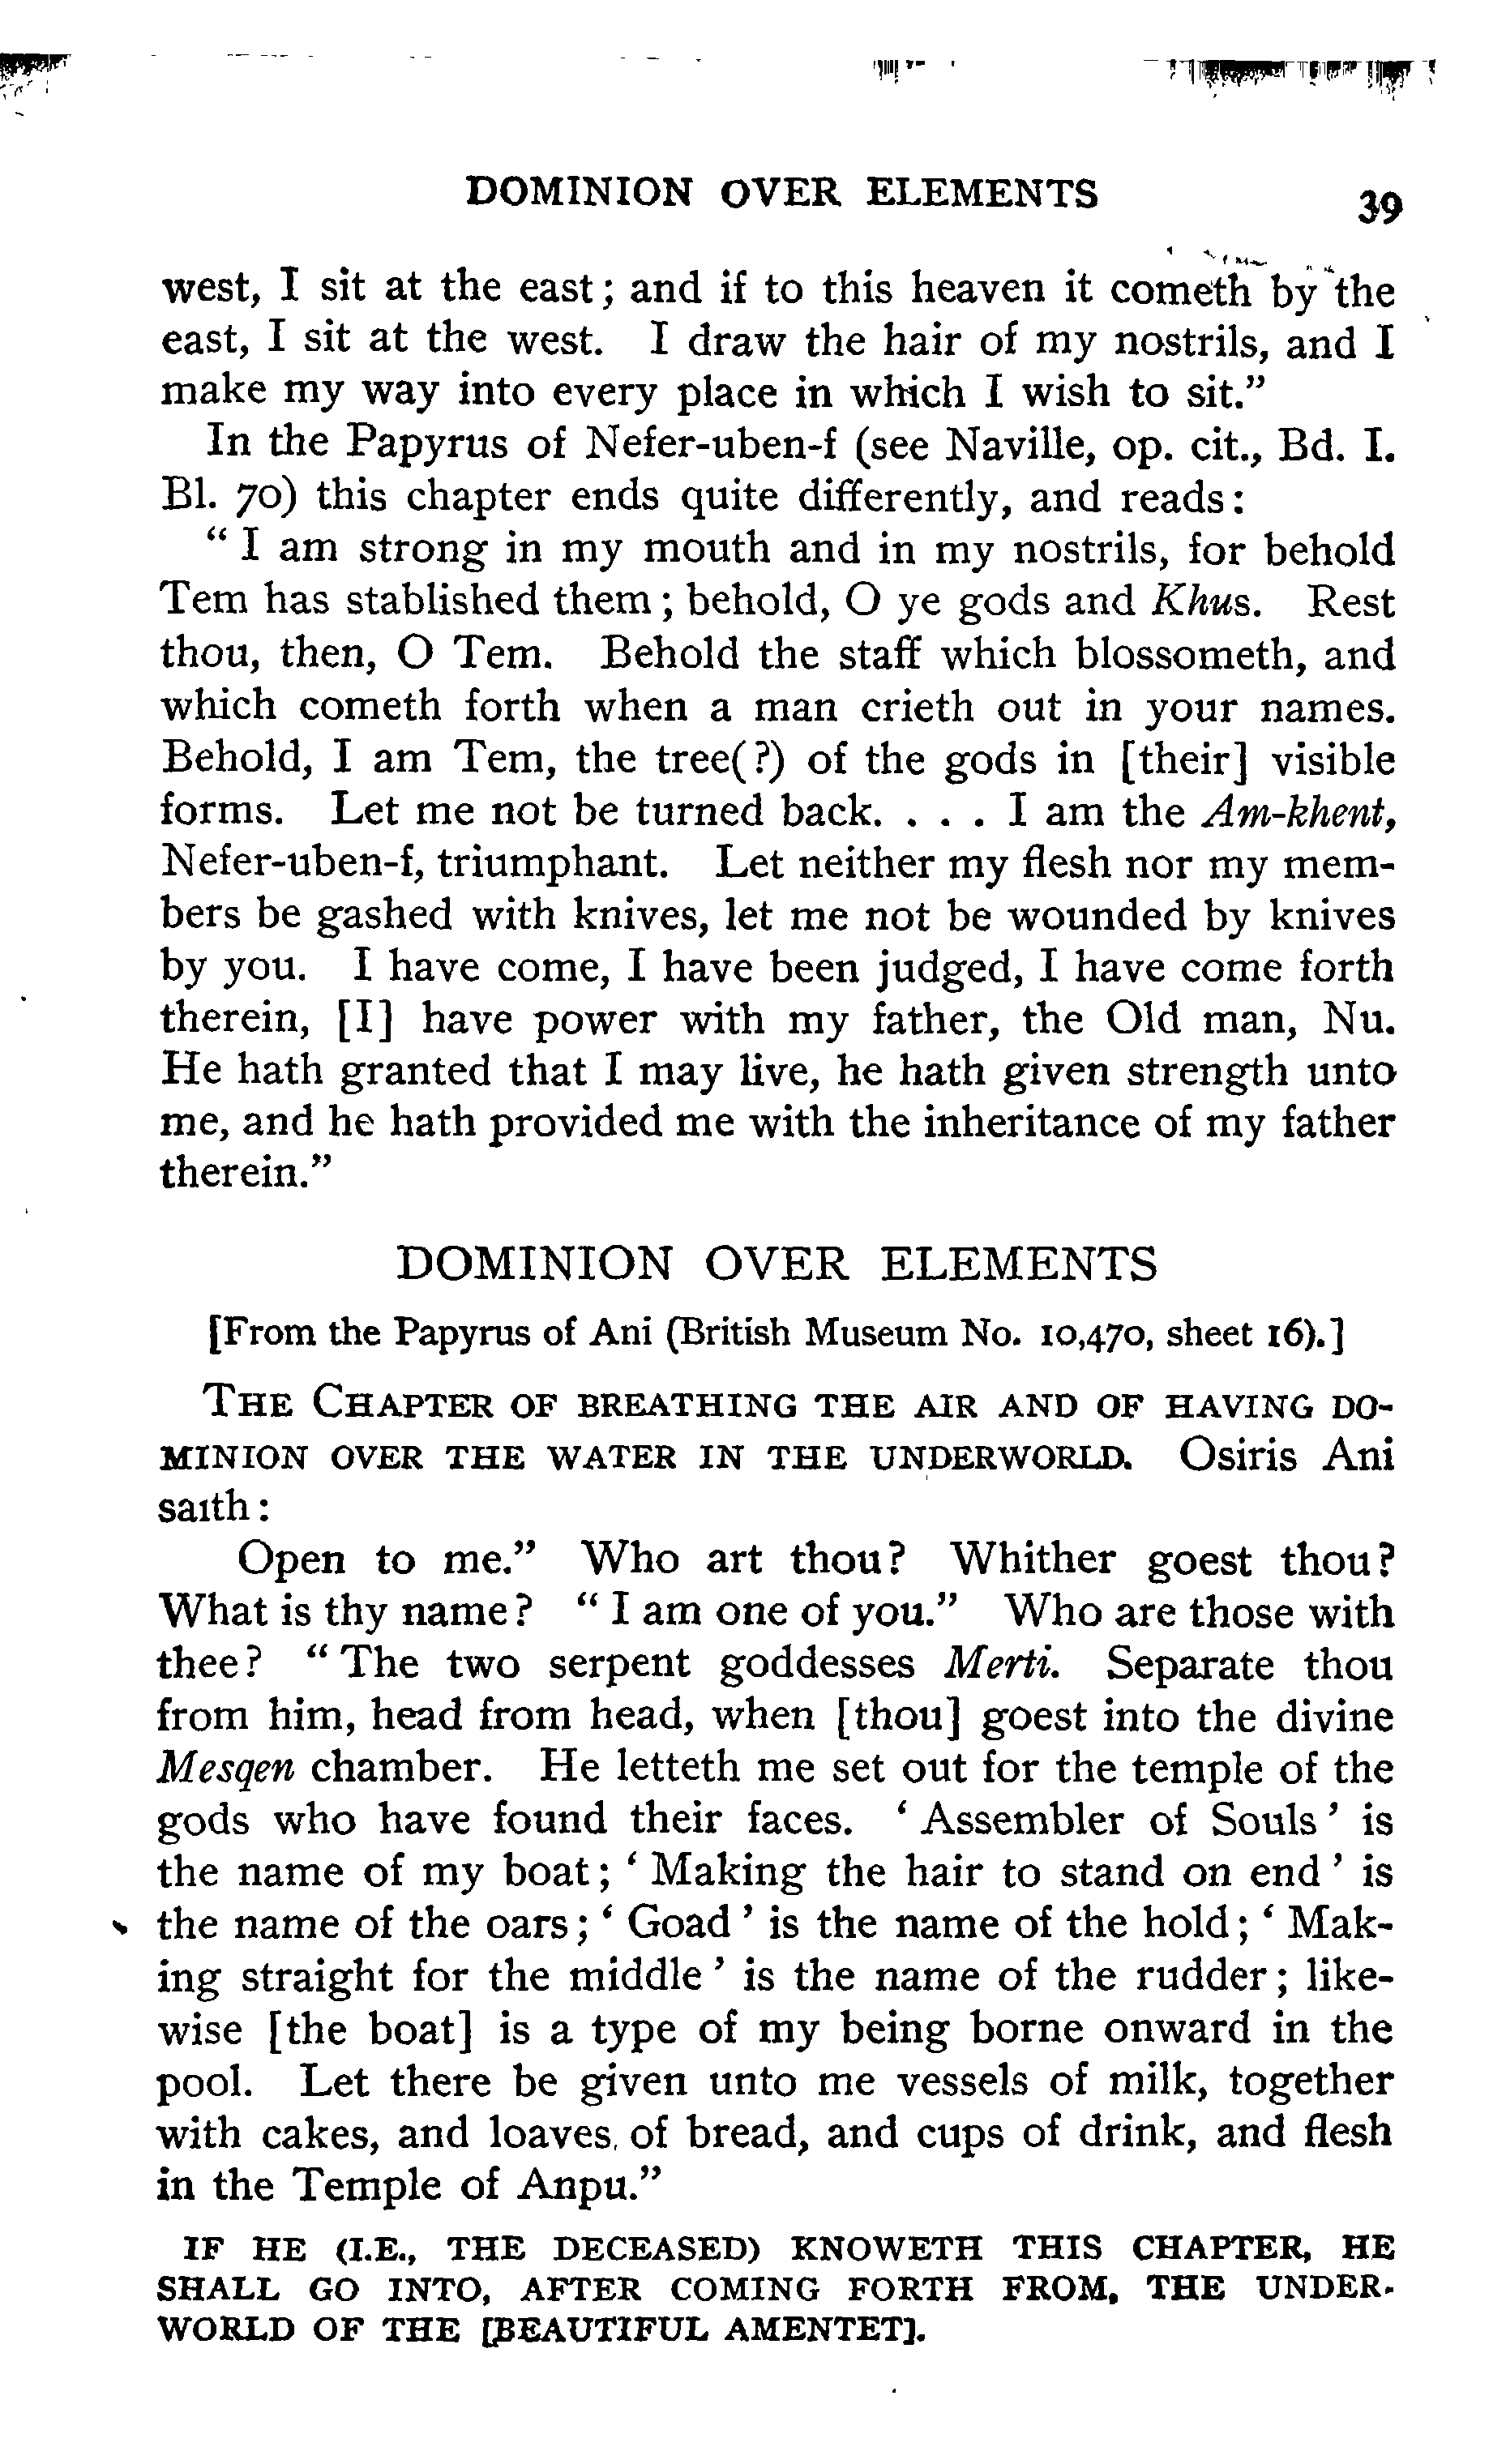 DOMINION OVER ELEMENTS 39
west, I sit at the east; and if to this heaven it cometh by the
east, I sit at the west. I draw the hair of my nostrils, and I
make my way into every place in which I wish to sit.”
In the Papyrus of Nefer-uben-f (see Naville, op. cit., Bd. I.
Bl. 70) this chapter ends quite differently, and reads:
“I am strong in my mouth and in my nostrils, for behold
Tem has stablished them; behold, O ye gods and Khus. Rest
thou, then, O Tem. Behold the staff which blossometh, and
which cometh forth when a man crieth out in your names.
Behold, I am Tem, the tree(?) of the gods in [their] visible
forms. Let me not be turned back. . . . I am the Am-khent,
Nefer-uben-f, triumphant. Let neither my flesh nor my mem-
bers be gashed with knives, let me not be wounded by knives
by you. I have come, I have been judged, I have come forth
therein, [I] have power with my father, the Old man, Nu.
He hath granted that I may live, he hath given strength unto
me, and he hath provided me with the inheritance of my father
therein.”
DOMINION OVER ELEMENTS
[From the Papyrus of Ani (British Museum No. 10,470, sheet 16).]
THE CHAPTER OF BREATHING THE AIR AND OF HAVING DO-
MINION OVER THE WATER IN THE UNDERWORLD. Osiris Ani
saith:
Open to me.” Who art thou? Whither goest thou?
What is thy name? “I am one of you.” Who are those with
thee? “The two serpent goddesses Merti. Separate thou
from him, head from head, when [thou] goest into the divine
Mesqen chamber. He letteth me set out for the temple of the
gods who have found their faces. ‘Assembler of Souls’ is
the name of my boat; ‘Making the hair to stand on end’ is
the name of the oars; ‘Goad’ is the name of the hold; ‘Mak-
ing straight for the middle’ is the name of the rudder; like-
wise [the boat] is a type of my being borne onward in the
pool. Let there be given unto me vessels of milk, together
with cakes, and loaves of bread, and cups of drink, and flesh
in the Temple of Anpu.”
IF HE (I.E., THE DECEASED) KNOWETH THIS CHAPTER, HE
SHALL GO INTO, AFTER COMING FORTH FROM, THE UNDER-
WORLD OF THE [BEAUTIFUL AMENTET].